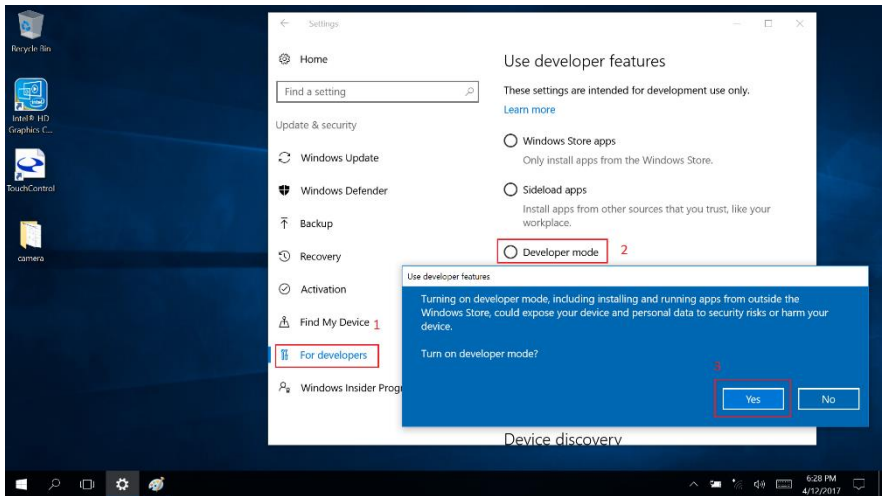 Recycle Bin
Intel® HD
Graphics C...
TouchControl
camera
Settings
Home
Find a setting
Update & security
Windows Update
Windows Defender
Backup
Recovery
Activation
Find My Device
1
For developers
Windows Insider Progr
Use developer features
These settings are intended for development use only.
Learn more
Windows Store apps
Only install apps from the Windows Store.
Sideload apps
Install apps from other sources that you trust, like your
workplace.
Developer mode
2
Use developer features
Turning on developer mode, including installing and running apps from outside the
Windows Store, could expose your device and personal data to security risks or harm your
device.
Turn on developer mode?
3
Yes
No
Device discovery
6:28 PM
4/12/2017